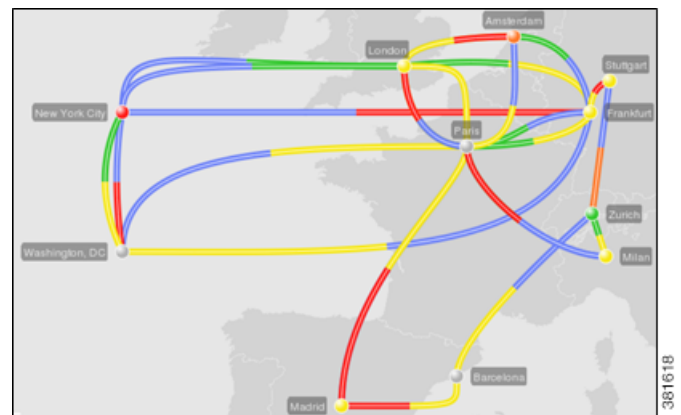 Amsterdam
London
Stuttgart
New York City
Frankfurt
Paris
Zurich
Washington, DC
Milan
Barcelona
Madrid
381618